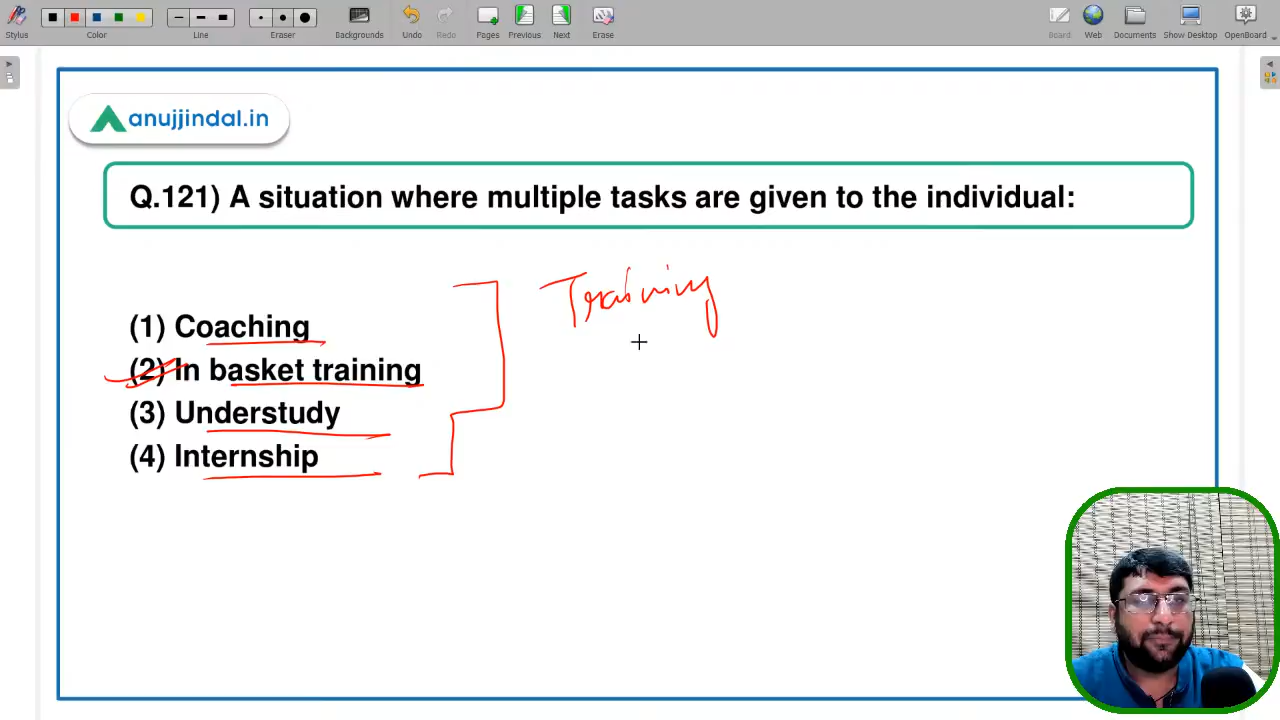 Stylus
Color
Line
Eraser
Backgrounds
Undo
Redo
Pages
Previous
Next
Erase
Board
Web
Documents
Show Desktop
OpenBoard
anujjindal.in
Q.121) A situation where multiple tasks are given to the individual:
Training
(1) Coaching
(2) In basket training
(3) Understudy
(4) Internship